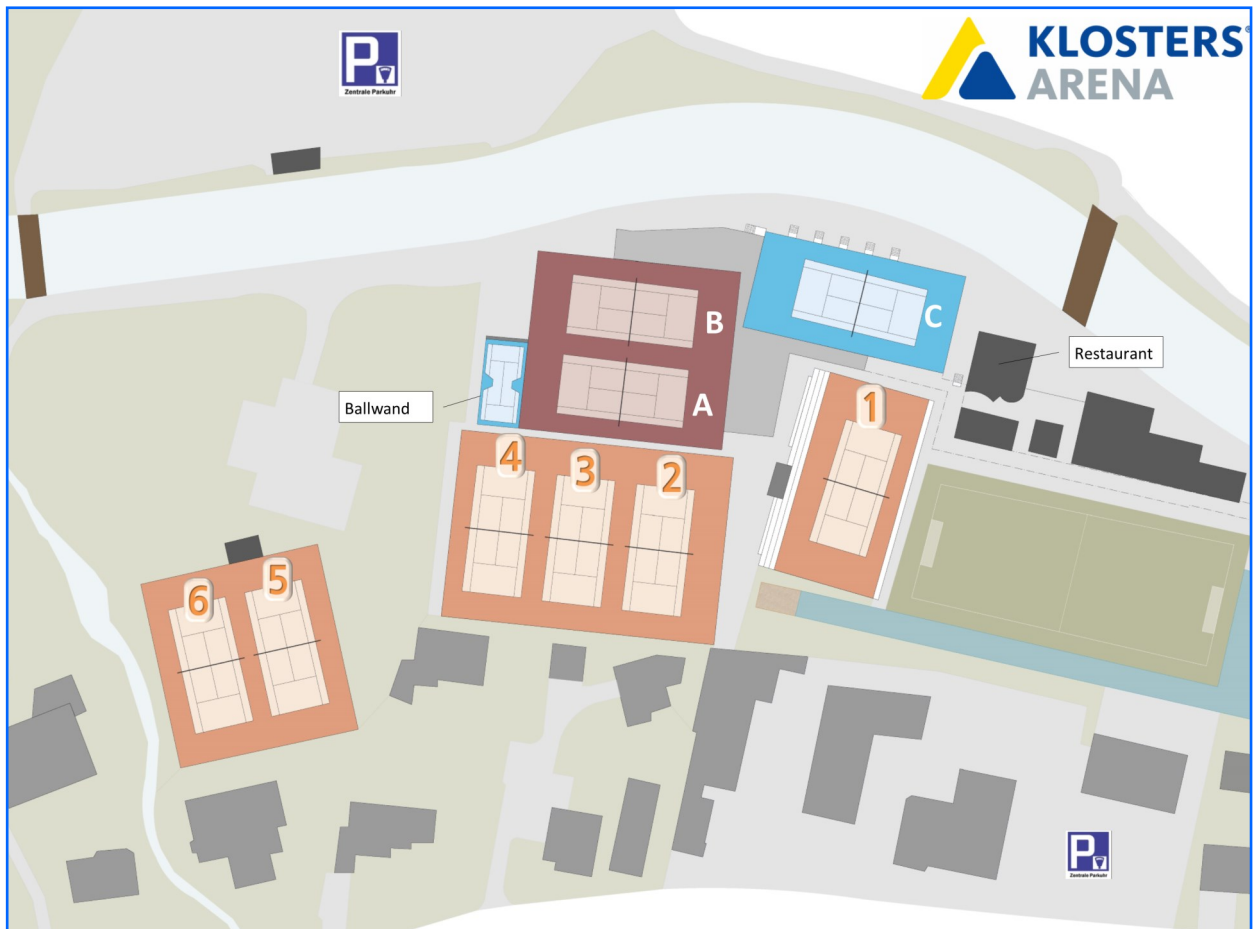 P
Zentrale Parkuhr
KLOSTERS
ARENA
B
C
Restaurant
Ballwand
A
1
4
3
2
5
6
P
Zentrale Parkuhr